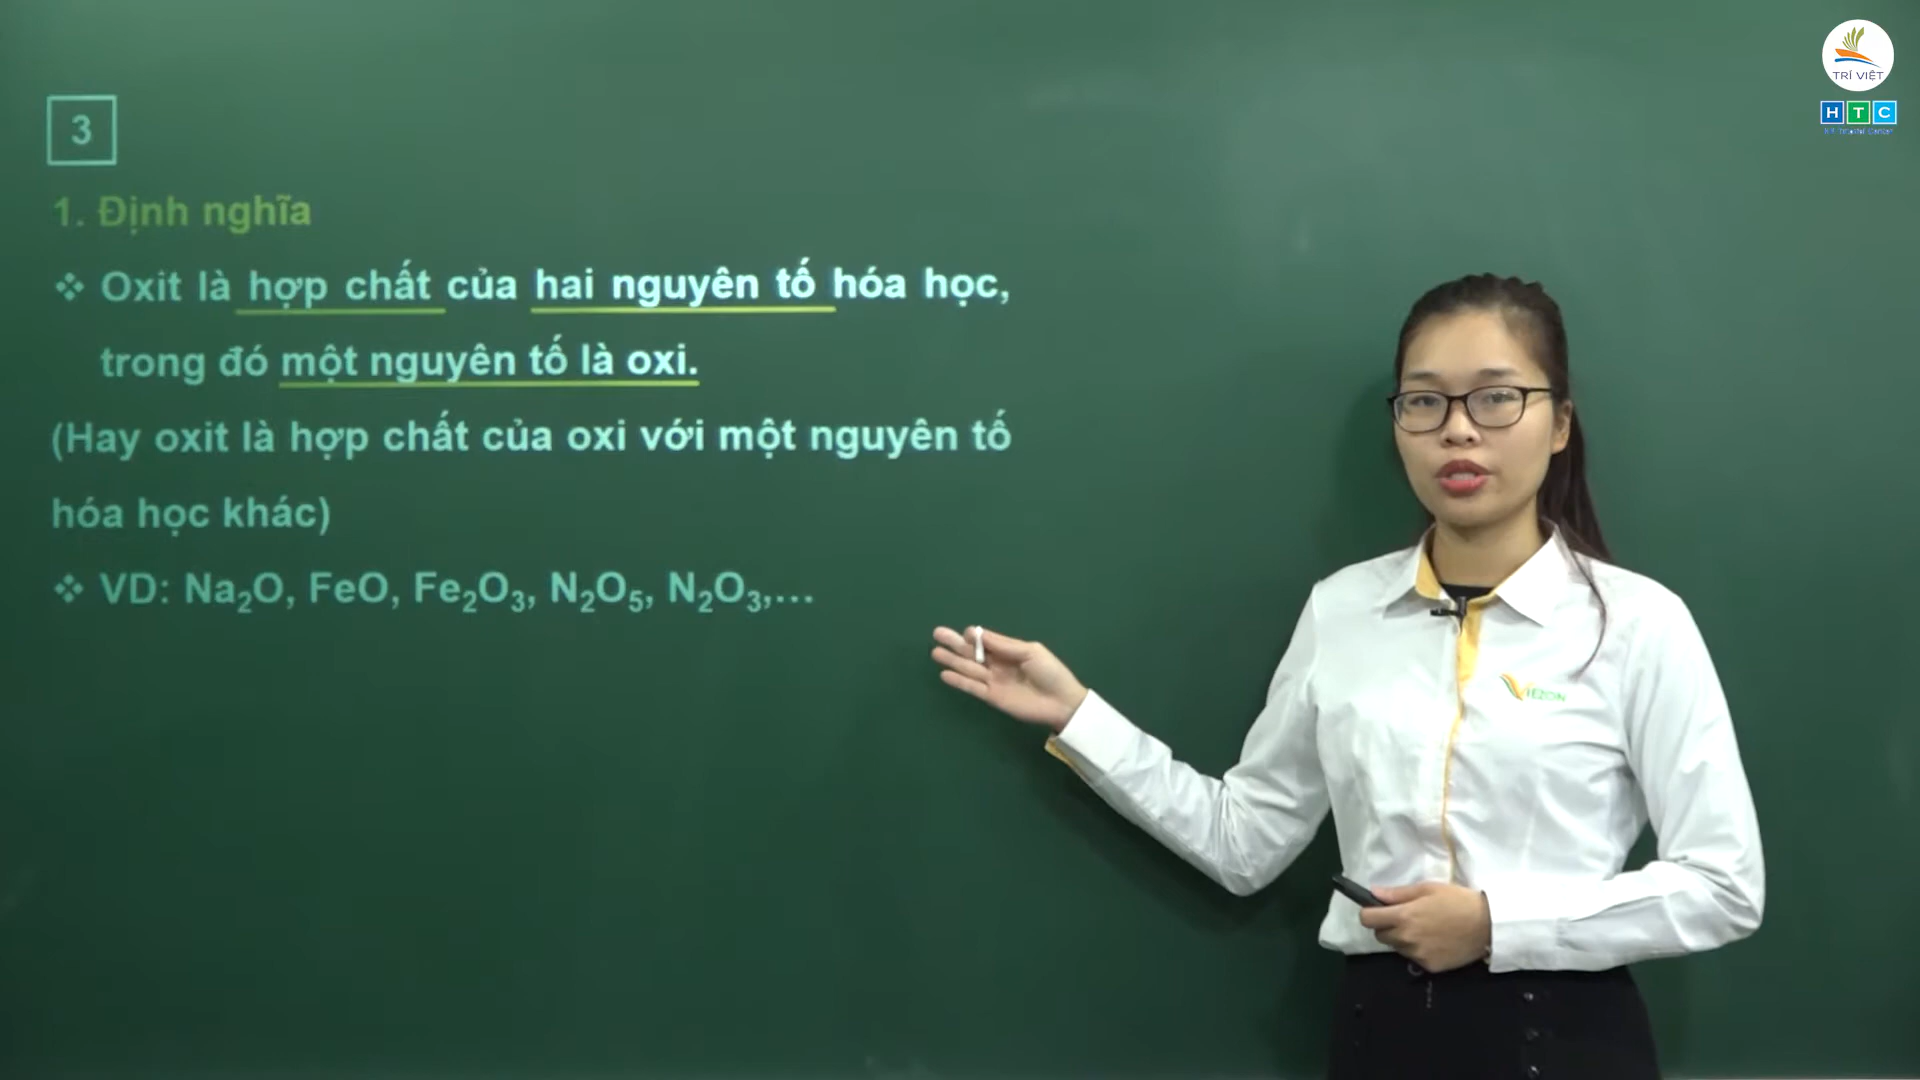 3
1. Định nghĩa
❖ Oxit là hợp chất của hai nguyên tố hóa học,
trong đó một nguyên tố là oxi.
(Hay oxit là hợp chất của oxi với một nguyên tố
hóa học khác)
❖ VD: Na₂O, FeO, Fe₂O₃, N₂O₅, N₂O₃,...
TRÍ VIỆT
HTC
VIEZON